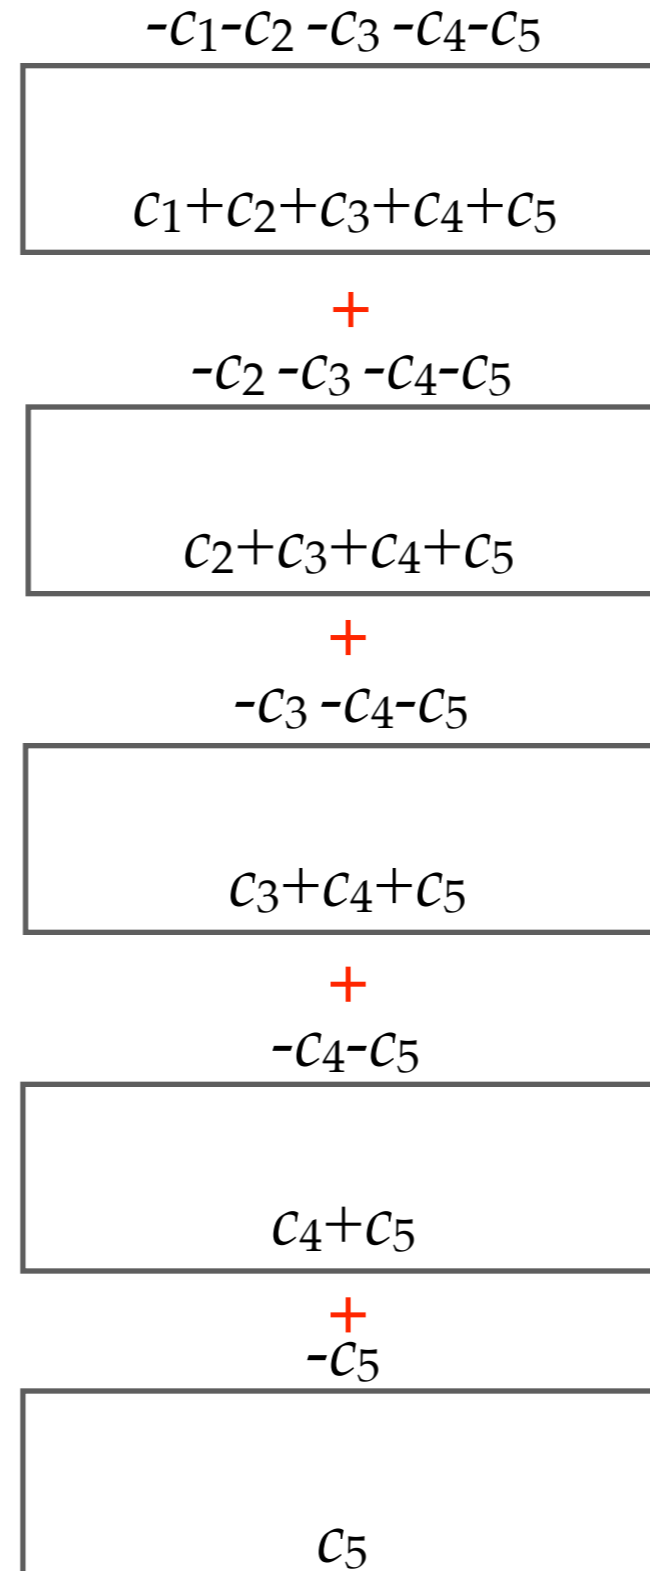 -c₁-c₂ -c₃ -c₄-c₅
c₁+c₂+c₃+c₄+c₅
+
-c₂ -c₃ -c₄-c₅
c₂+c₃+c₄+c₅
+
-c₃ -c₄-c₅
c₃+c₄+c₅
+
-c₄-c₅
c₄+c₅
+
-c₅
c₅